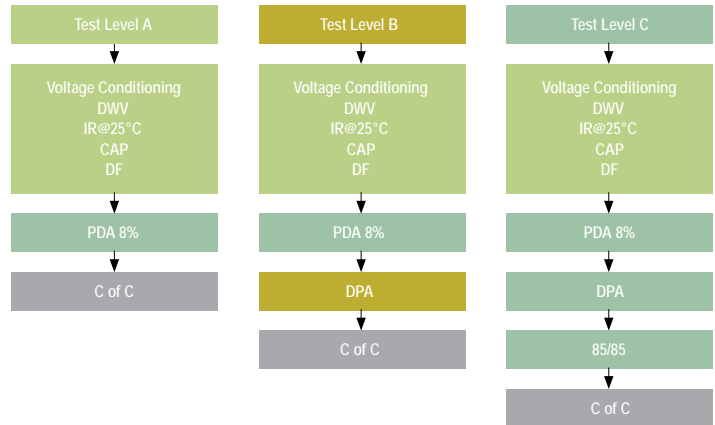 Test Level A
Voltage Conditioning
DWV
IR@25°C
CAP
DF
PDA 8%
C of C
Test Level B
Voltage Conditioning
DWV
IR@25°C
CAP
DF
PDA 8%
DPA
C of C
Test Level C
Voltage Conditioning
DWV
IR@25°C
CAP
DF
PDA 8%
DPA
85/85
C of C